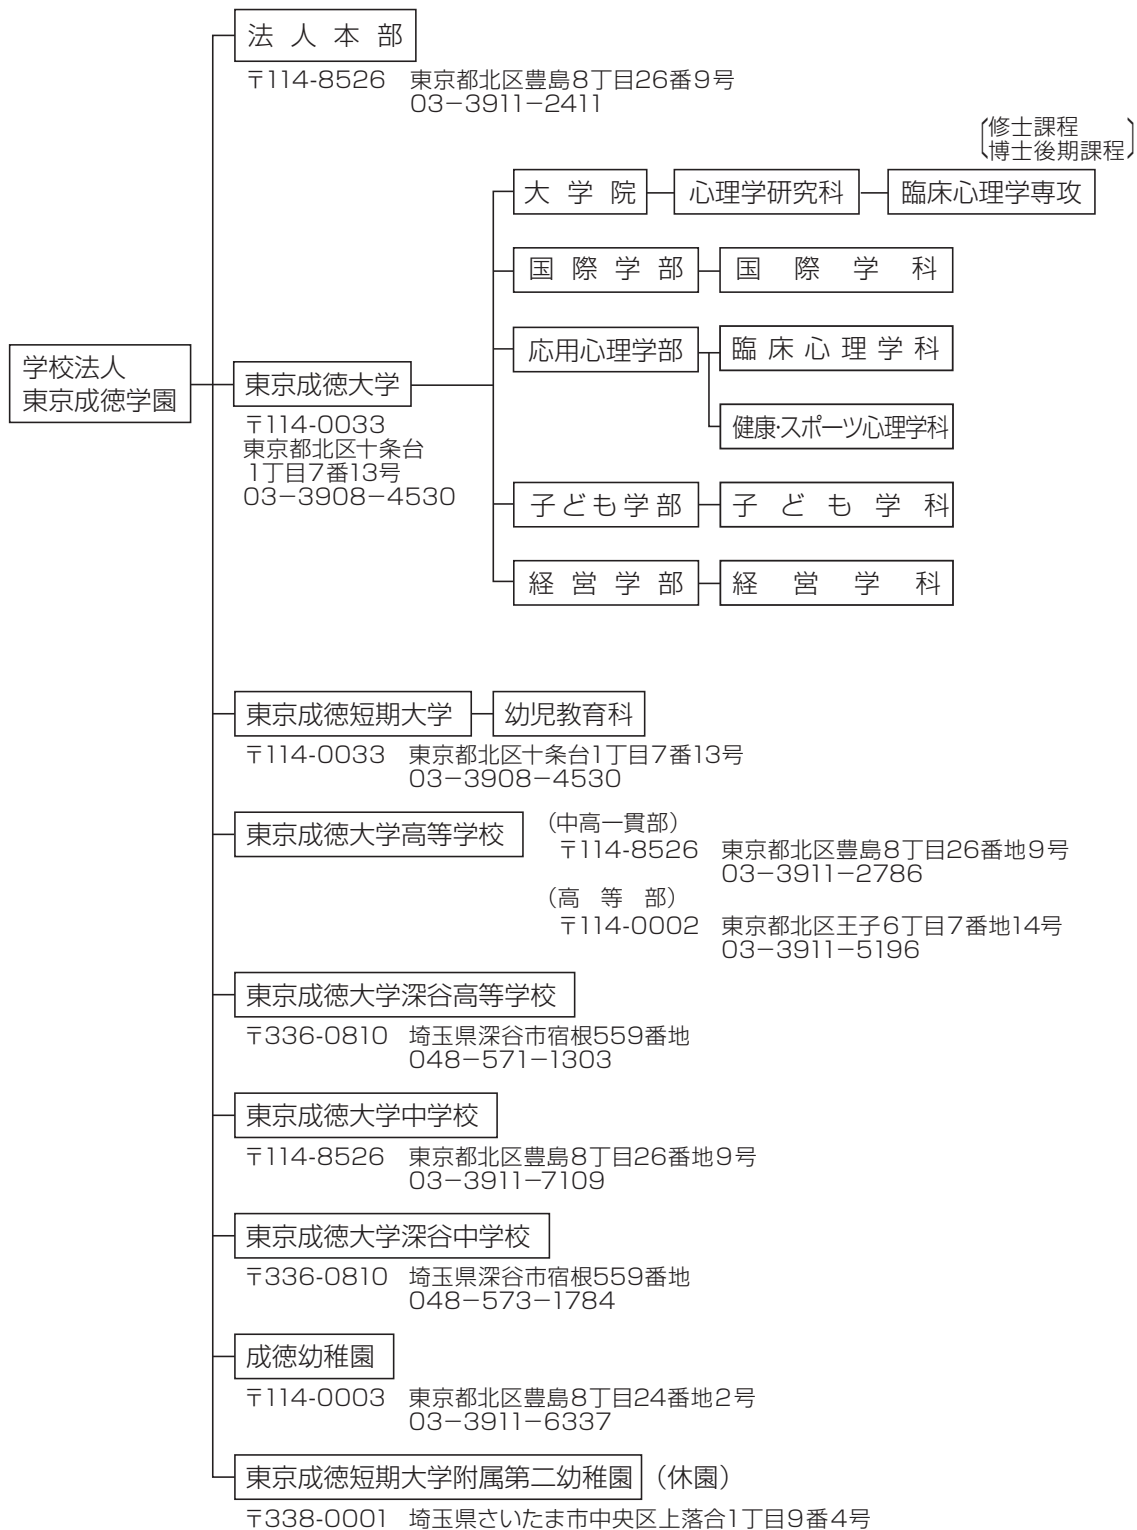 法人本部
〒114-8526 東京都北区豊島8丁目26番9号
03−3911−2411
修士課程
博士後期課程
大学院 心理学研究科 臨床心理学専攻
国際学部 国際学科
応用心理学部 臨床心理学科
健康・スポーツ心理学科
子ども学部 子ども学科
経営学部 経営学科
学校法人
東京成徳学園
東京成徳大学
〒114-0033
東京都北区十条台
1丁目7番13号
03−3908−4530
東京成徳短期大学 幼児教育科
〒114-0033 東京都北区十条台1丁目7番13号
03−3908−4530
東京成徳大学高等学校
(中高一貫部)
〒114-8526 東京都北区豊島8丁目26番地9号
03−3911−2786
(高等部)
〒114-0002 東京都北区王子6丁目7番地14号
03−3911−5196
東京成徳大学深谷高等学校
〒336-0810 埼玉県深谷市宿根559番地
048−571−1303
東京成徳大学中学校
〒114-8526 東京都北区豊島8丁目26番地9号
03−3911−7109
東京成徳大学深谷中学校
〒336-0810 埼玉県深谷市宿根559番地
048−573−1784
成徳幼稚園
〒114-0003 東京都北区豊島8丁目24番地2号
03−3911−6337
東京成徳短期大学附属第二幼稚園 (休園)
〒338-0001 埼玉県さいたま市中央区上落合1丁目9番4号